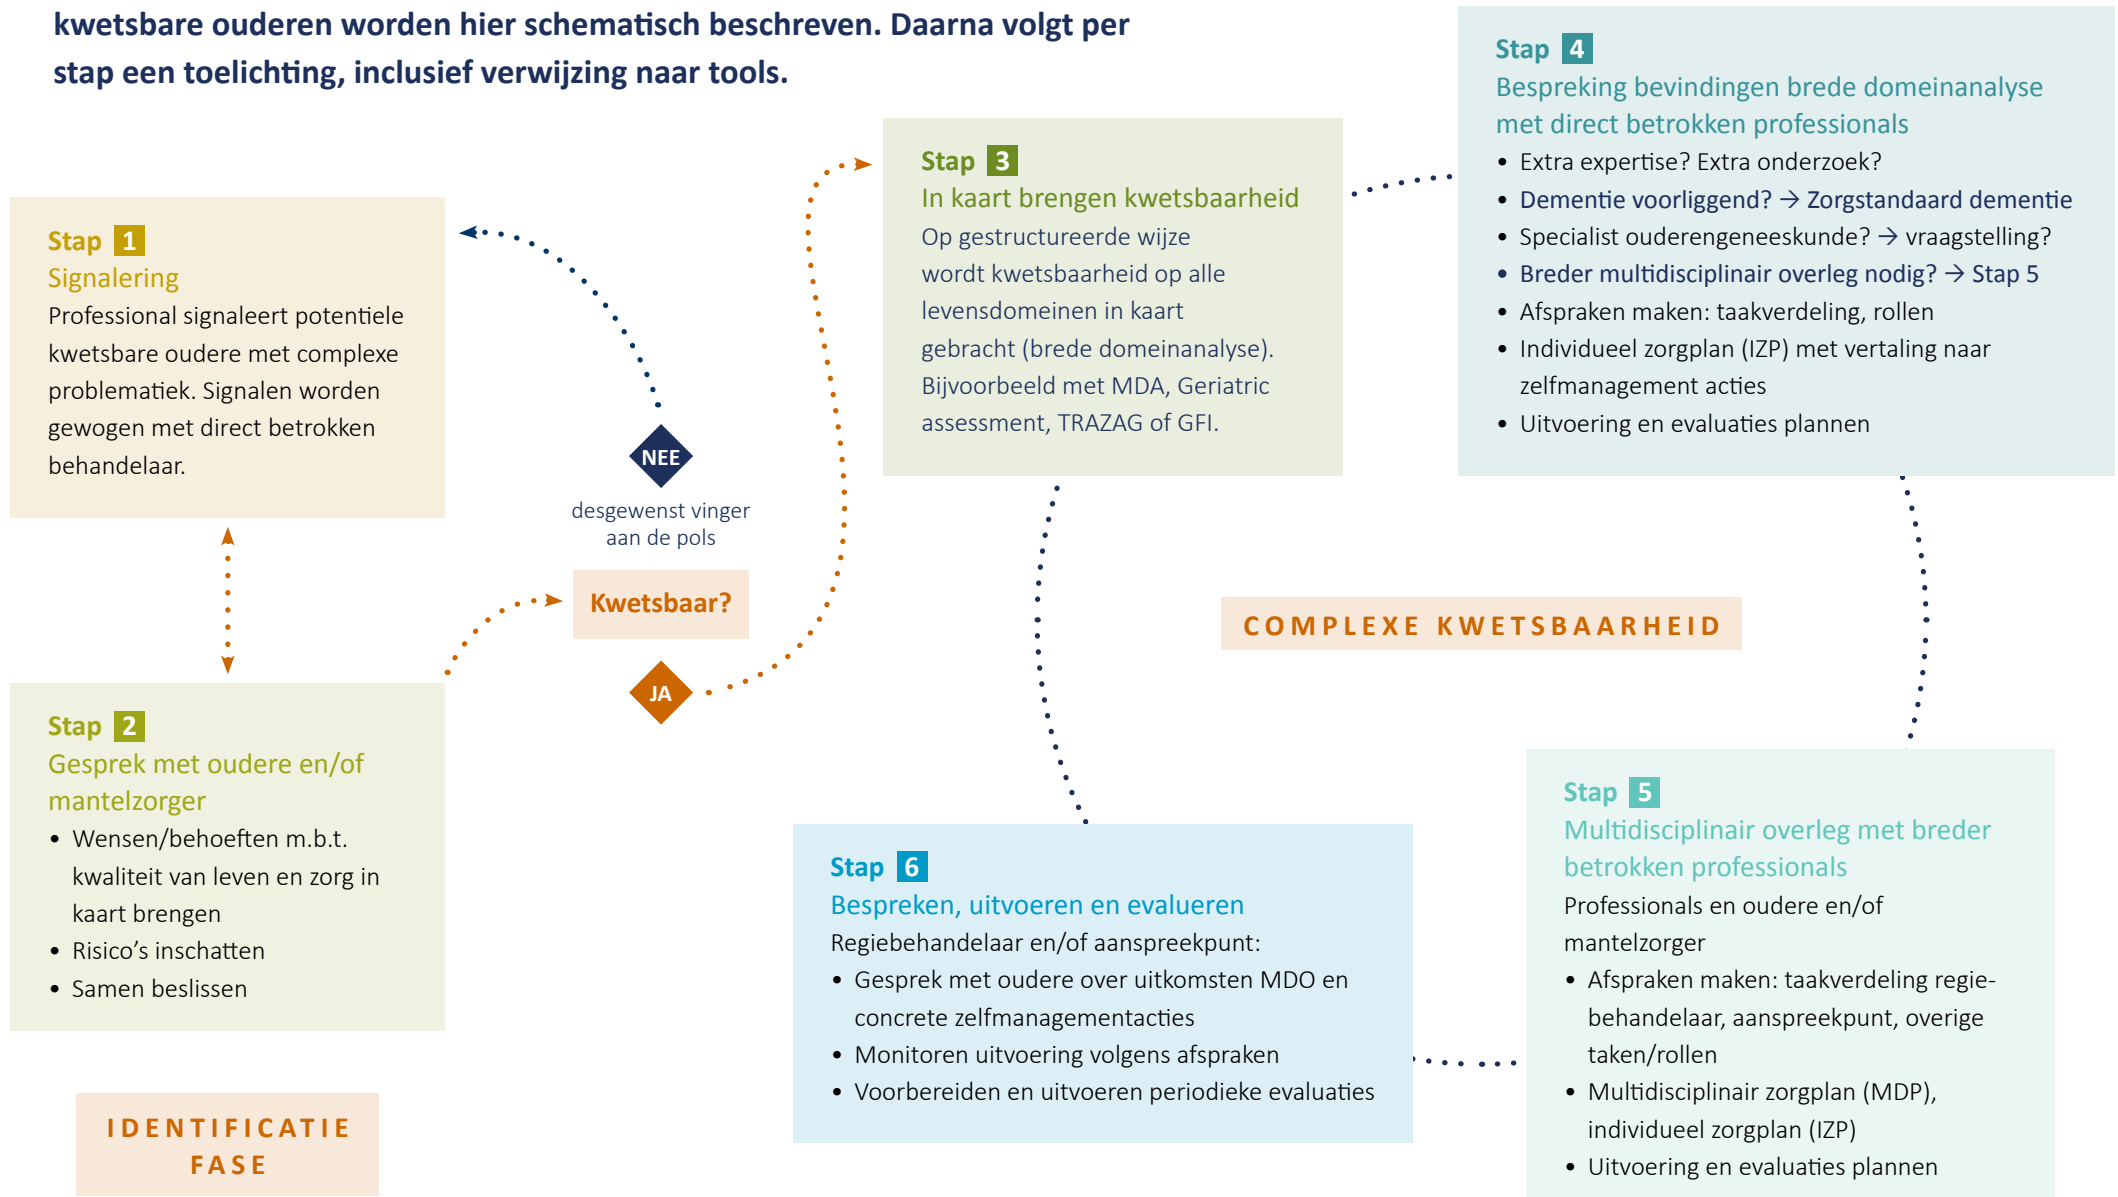 kwetsbare ouderen worden hier schematisch beschreven. Daarna volgt per
stap een toelichting, inclusief verwijzing naar tools.
Stap 1
Signalering
Professional signaleert potentiele
kwetsbare oudere met complexe
problematiek. Signalen worden
gewogen met direct betrokken
behandelaar.
Stap 2
Gesprek met oudere en/of
mantelzorger
• Wensen/behoeften m.b.t.
kwaliteit van leven en zorg in
kaart brengen
• Risico’s inschatten
• Samen beslissen
IDENTIFICATIE
FASE
NEE
desgewenst vinger
aan de pols
Kwetsbaar?
JA
Stap 3
In kaart brengen kwetsbaarheid
Op gestructureerde wijze
wordt kwetsbaarheid op alle
levensdomeinen in kaart
gebracht (brede domeinanalyse).
Bijvoorbeeld met MDA, Geriatric
assessment, TRAZAG of GFI.
Stap 4
Bespreking bevindingen brede domeinanalyse
met direct betrokken professionals
• Extra expertise? Extra onderzoek?
• Dementie voorliggend? → Zorgstandaard dementie
• Specialist ouderengeneeskunde? → vraagstelling?
• Breder multidisciplinair overleg nodig? → Stap 5
• Afspraken maken: taakverdeling, rollen
• Individueel zorgplan (IZP) met vertaling naar
zelfmanagement acties
• Uitvoering en evaluaties plannen
COMPLEXE KWETSBAARHEID
Stap 5
Multidisciplinair overleg met breder
betrokken professionals
Professionals en oudere en/of
mantelzorger
• Afspraken maken: taakverdeling regie-
behandelaar, aanspreekpunt, overige
taken/rollen
• Multidisciplinair zorgplan (MDP),
individueel zorgplan (IZP)
• Uitvoering en evaluaties plannen
Stap 6
Bespreken, uitvoeren en evalueren
Regiebehandelaar en/of aanspreekpunt:
• Gesprek met oudere over uitkomsten MDO en
concrete zelfmanagementacties
• Monitoren uitvoering volgens afspraken
• Voorbereiden en uitvoeren periodieke evaluaties